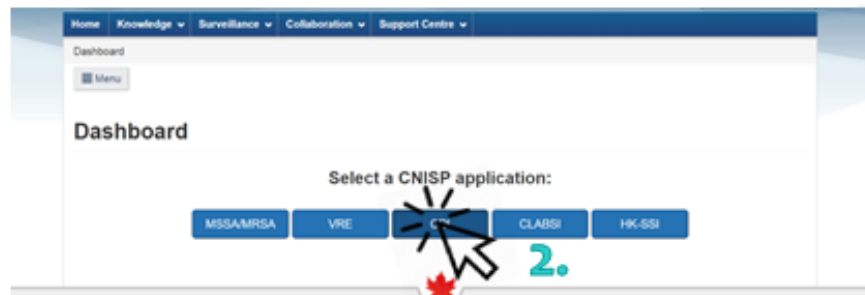 Home Knowledge Surveillance Collaboration Support Centre
Dashboard
Menu
Dashboard
Select a CNISP application:
MSSA/MRSA VRE CLABSI HK-SSI
2.